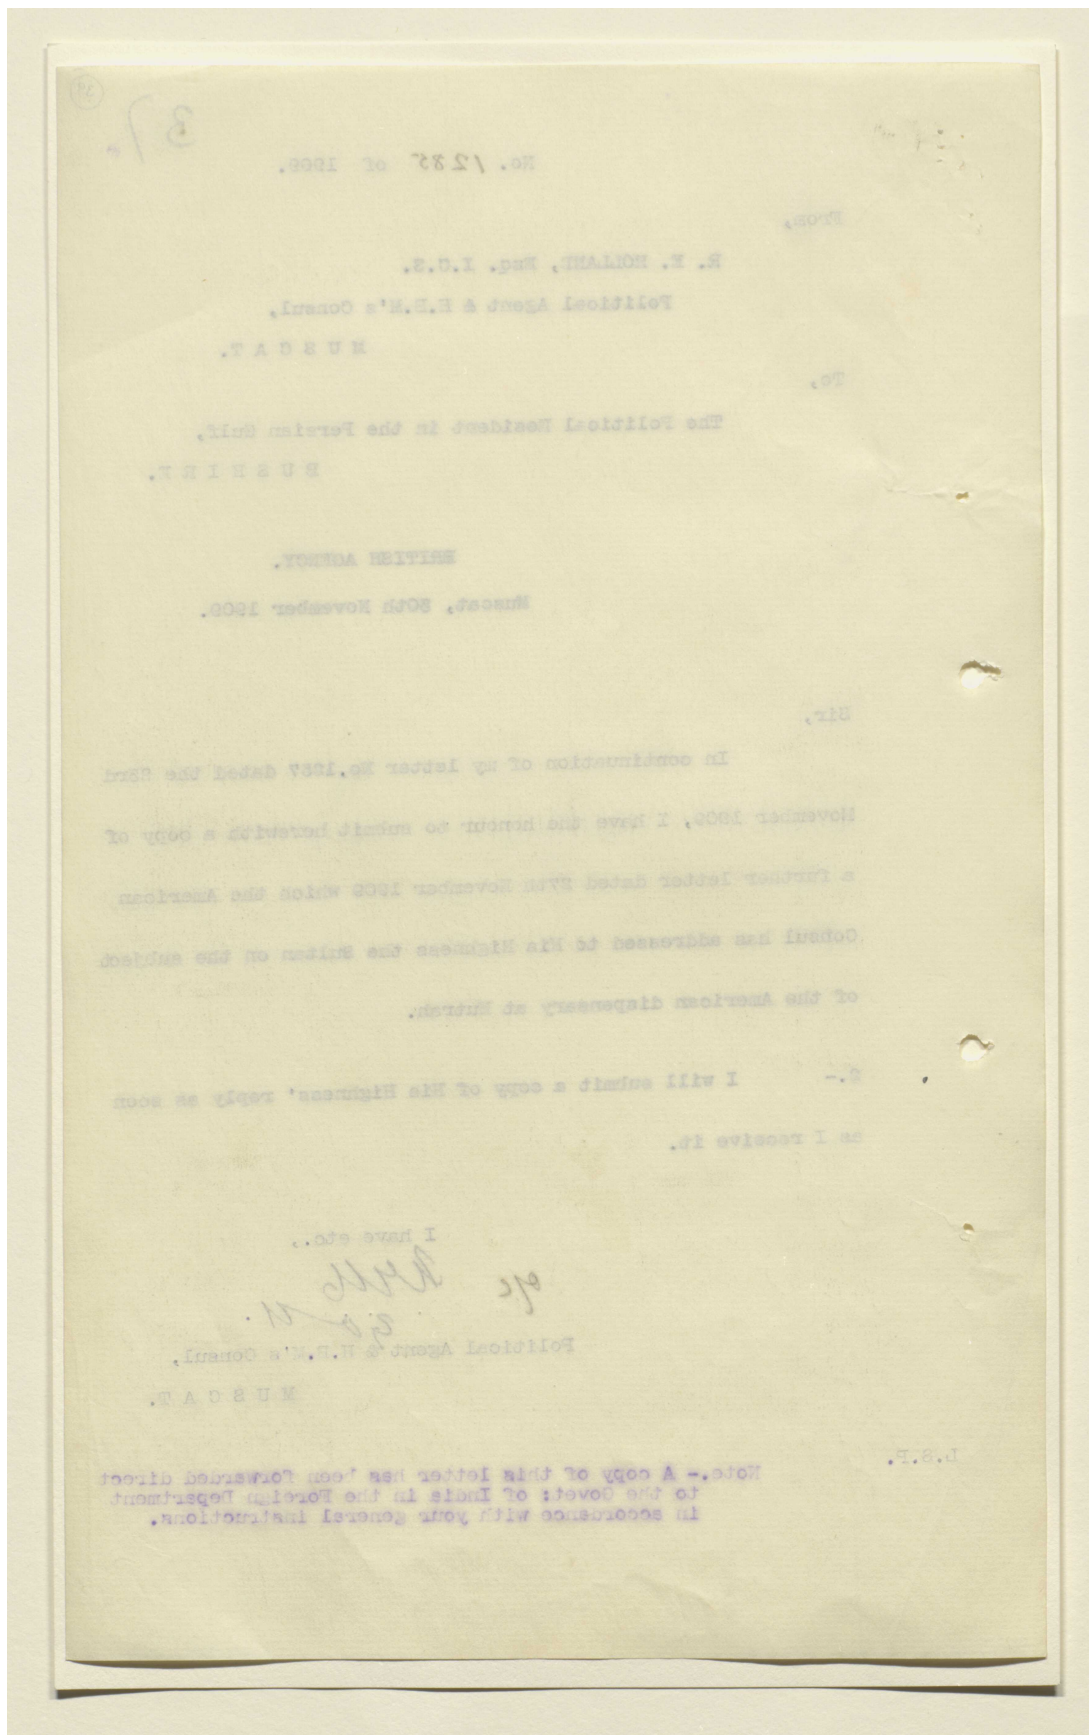 No. 1285 of 1909.
From,
R. E. HOLLAND, Esq. I.C.S.
Political Agent & H.B.M's Consul,
MUSCAT.
To,
The Political Resident in the Persian Gulf,
BUSHIRE.
BRITISH AGENCY.
Muscat, 30th November 1909.
Sir,
In continuation of my letter No. dated the 23rd
November 1909, I have the honour to submit herewith a copy of
a further letter dated 27th November 1909 which the American
Consul has addressed to His Highness the Sultan on the subject
of the American dispensary at Mutrah.
2.- I will submit a copy of His Highness' reply as soon
as I receive it.
I have etc.,
Political Agent & H.B.M's Consul,
MUSCAT.
L.S.P.
Note.- A copy of this letter has been forwarded direct
to the Govet: of India in the Foreign Department
in accordance with your general instructions.